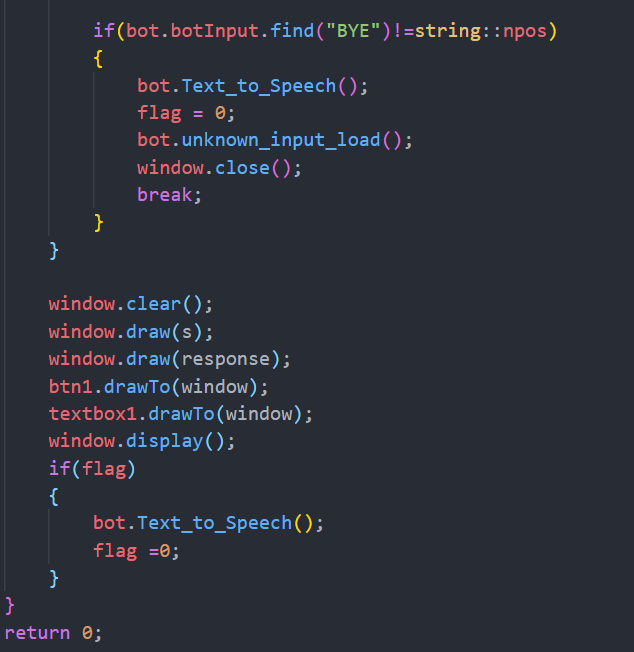 if(bot.botInput.find("BYE")!=string::npos)
{
bot.Text_to_Speech();
flag = 0;
bot.unknown_input_load();
window.close();
break;
}
}
window.clear();
window.draw(s);
window.draw(response);
btn1.drawTo(window);
textbox1.drawTo(window);
window.display();
if(flag)
{
bot.Text_to_Speech();
flag =0;
}
}
return 0;